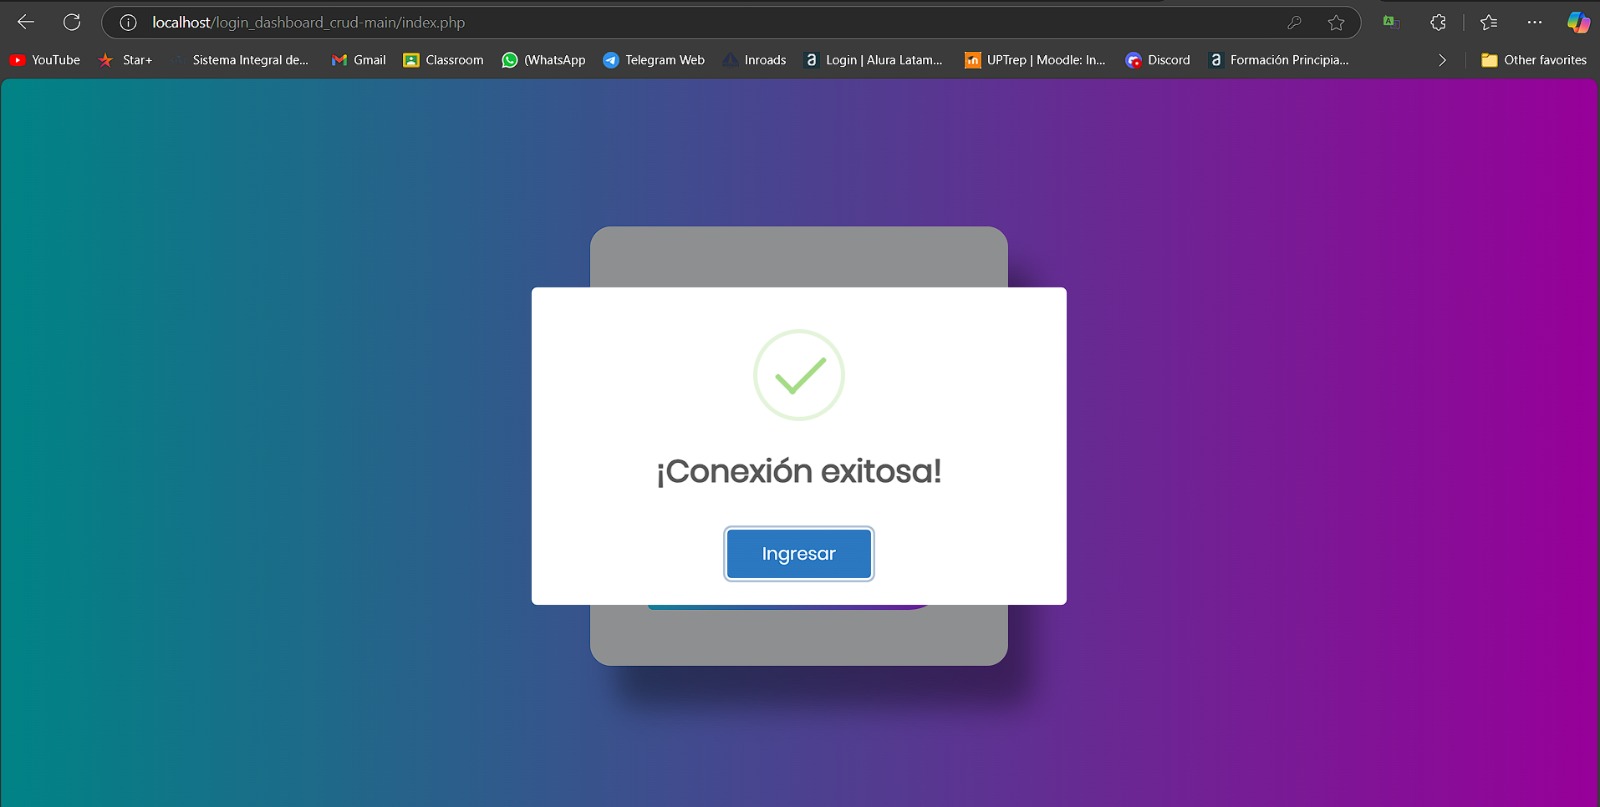 localhost/login_dashboard_crud-main/index.php
YouTube Star+ Sistema Integral de... Gmail Classroom (WhatsApp Telegram Web Inroads Login | Alura Latam... UPTrep | Moodle: In... Discord Formación Principia... Other favorites
¡Conexión exitosa!
Ingresar